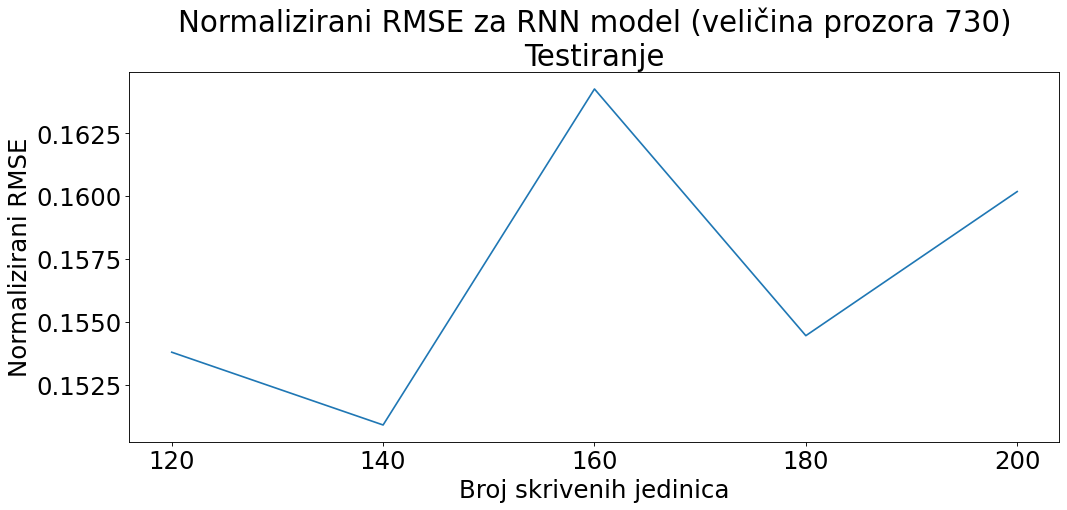 Normalizirani RMSE za RNN model (veličina prozora 730)
Testiranje
Normalizirani RMSE
0.1625
0.1600
0.1575
0.1550
0.1525
120 140 160 180 200
Broj skrivenih jedinica